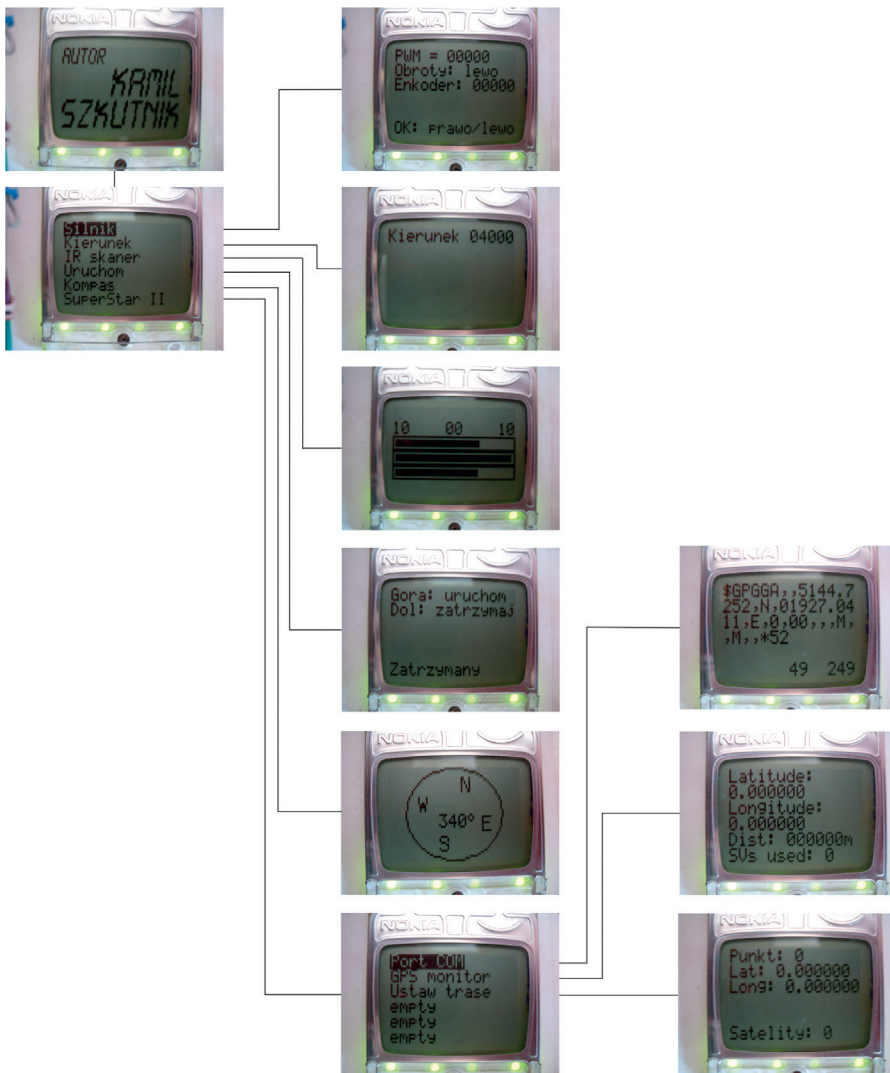 NOKIA
AUTOR
KAMIL
SZKUTNIK
NOKIA
Silnik
Kierunek
IR skaner
Uruchom
Kompas
SuperStar II
NOKIA
PWM = 00000
Obroty: lewo
Enkoder: 00000
OK: prawo/lewo
NOKIA
Kierunek 04000
NOKIA
10 00 10
NOKIA
Gora: uruchom
Dol: zatrzymaj
Zatrzymany
NOKIA
N
W
340° E
S
NOKIA
Port COM
GPS monitor
Ustaw trase
empty
empty
empty
NOKIA
$GPGGA,,5144.7
252,N,01927.04
11,E,0,00,,,M,
,M,,*52
49 249
NOKIA
Latitude:
0.000000
Longitude:
0.000000
Dist: 000000m
SVs used: 0
NOKIA
Punkt: 0
Lat: 0.000000
Long: 0.000000
Satelity: 0